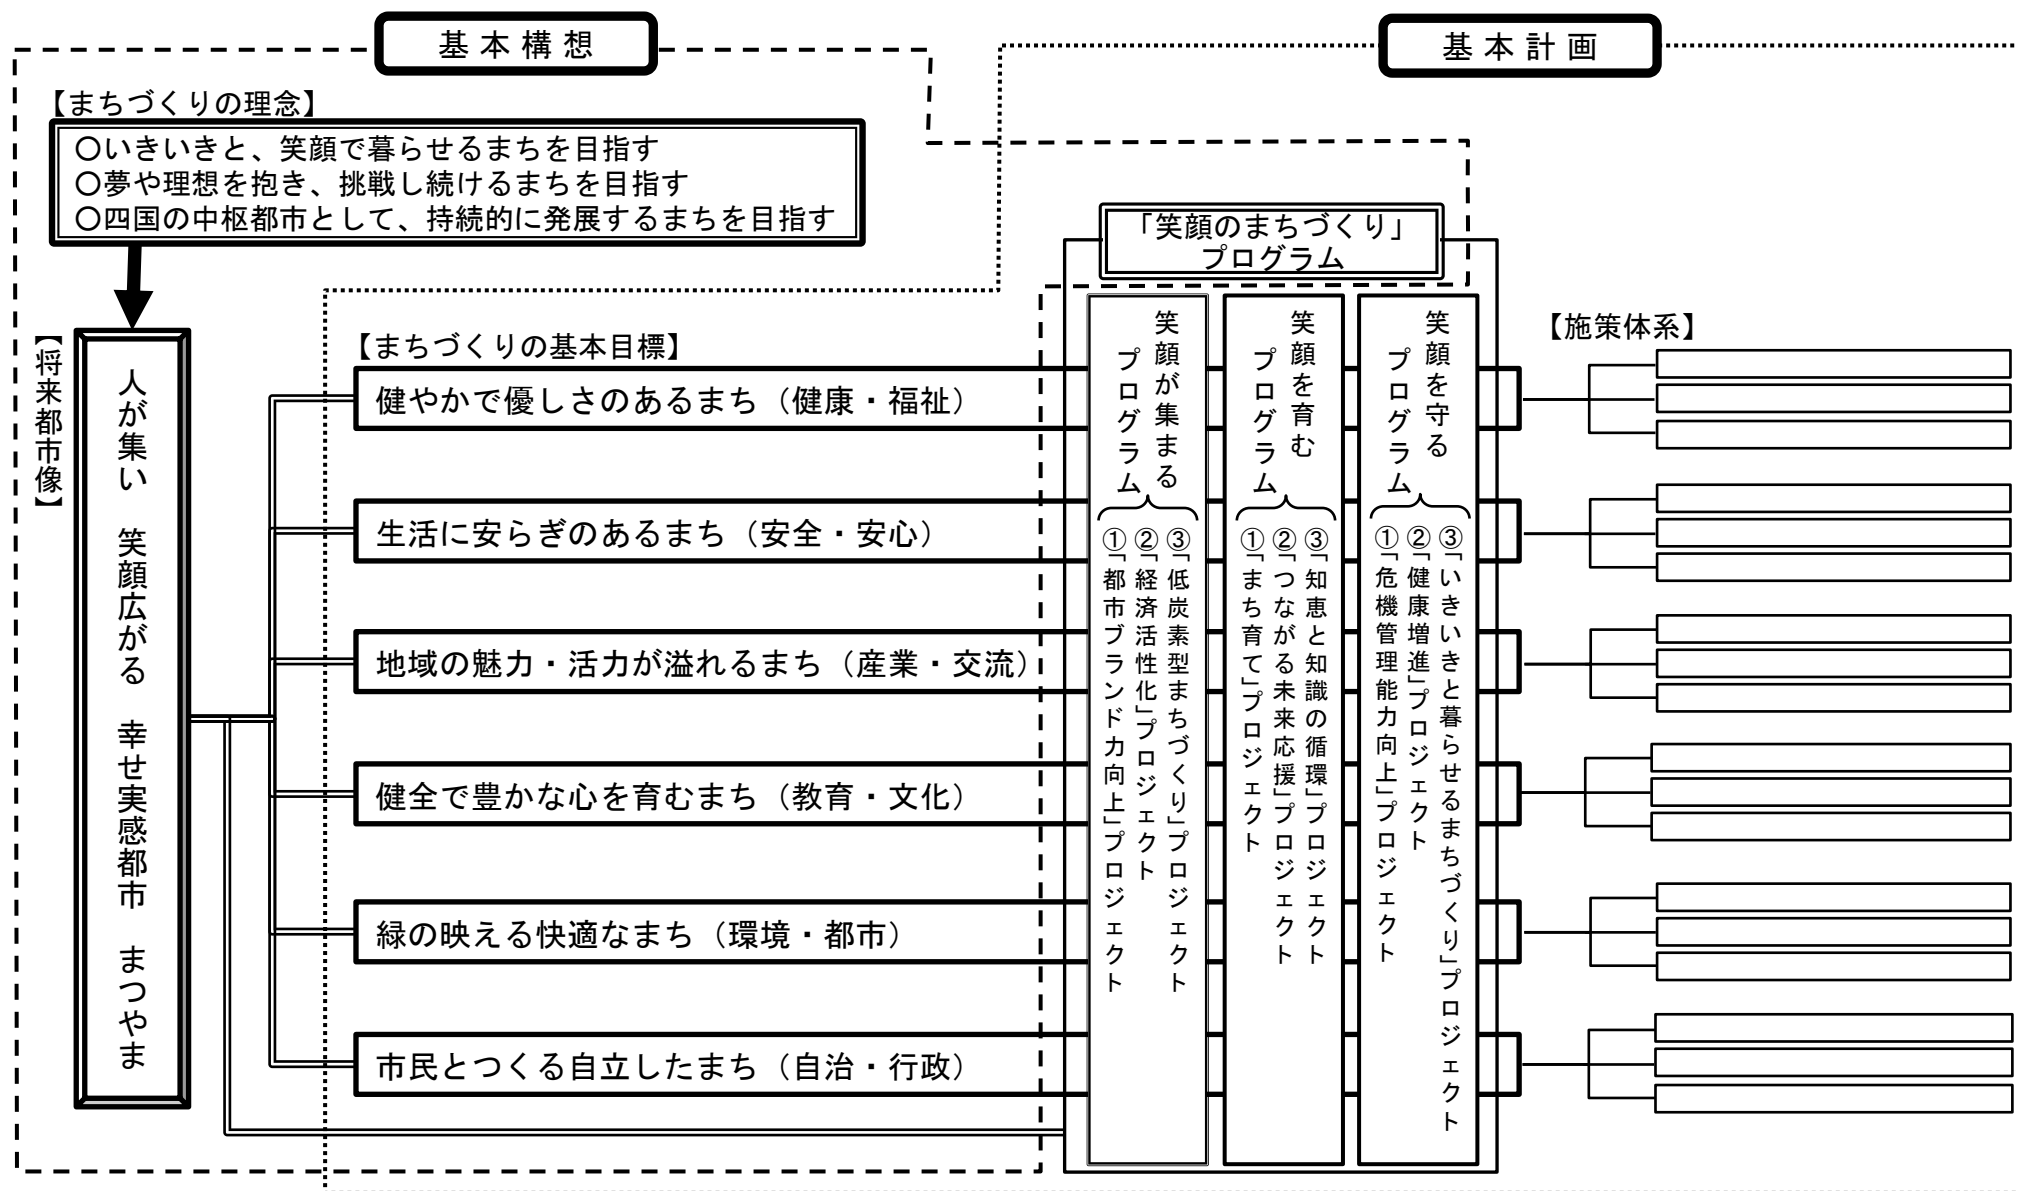 基本構想
基本計画
【まちづくりの理念】
○いきいきと、笑顔で暮らせるまちを目指す
○夢や理想を抱き、挑戦し続けるまちを目指す
○四国の中枢都市として、持続的に発展するまちを目指す
「笑顔のまちづくり」
プログラム
【将来都市像】
人が集い　笑顔広がる　幸せ実感都市　まつやま
【まちづくりの基本目標】
健やかで優しさのあるまち（健康・福祉）
生活に安らぎのあるまち（安全・安心）
地域の魅力・活力が溢れるまち（産業・交流）
健全で豊かな心を育むまち（教育・文化）
緑の映える快適なまち（環境・都市）
市民とつくる自立したまち（自治・行政）
笑顔が集まる
プログラム
①「都市ブランド力向上」プロジェクト
②「経済活性化」プロジェクト
③「低炭素型まちづくり」プロジェクト
笑顔を育む
プログラム
①「まち育て」プロジェクト
②「つながる未来応援」プロジェクト
③「知恵と知識の循環」プロジェクト
笑顔を守る
プログラム
①「危機管理能力向上」プロジェクト
②「健康増進」プロジェクト
③「いきいきと暮らせるまちづくり」プロジェクト
【施策体系】